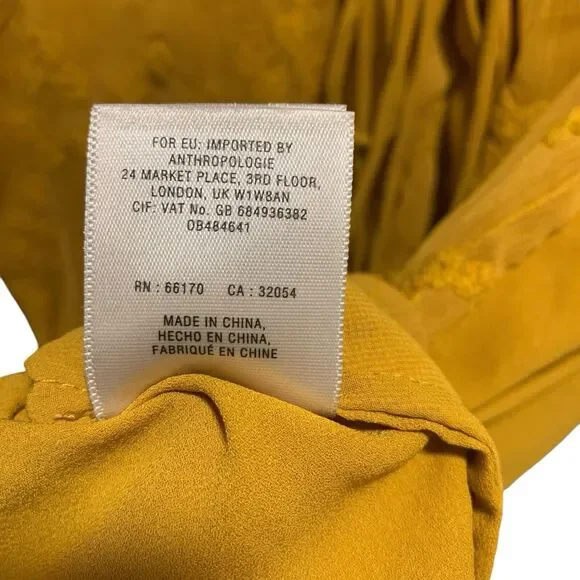 FOR EU: IMPORTED BY
ANTHROPOLOGIE
24 MARKET PLACE, 3RD FLOOR,
LONDON, UK W1W8AN
CIF: VAT No. GB 684936382
OB484641
RN : 66170 CA : 32054
MADE IN CHINA,
HECHO EN CHINA,
FABRIQUÉ EN CHINE